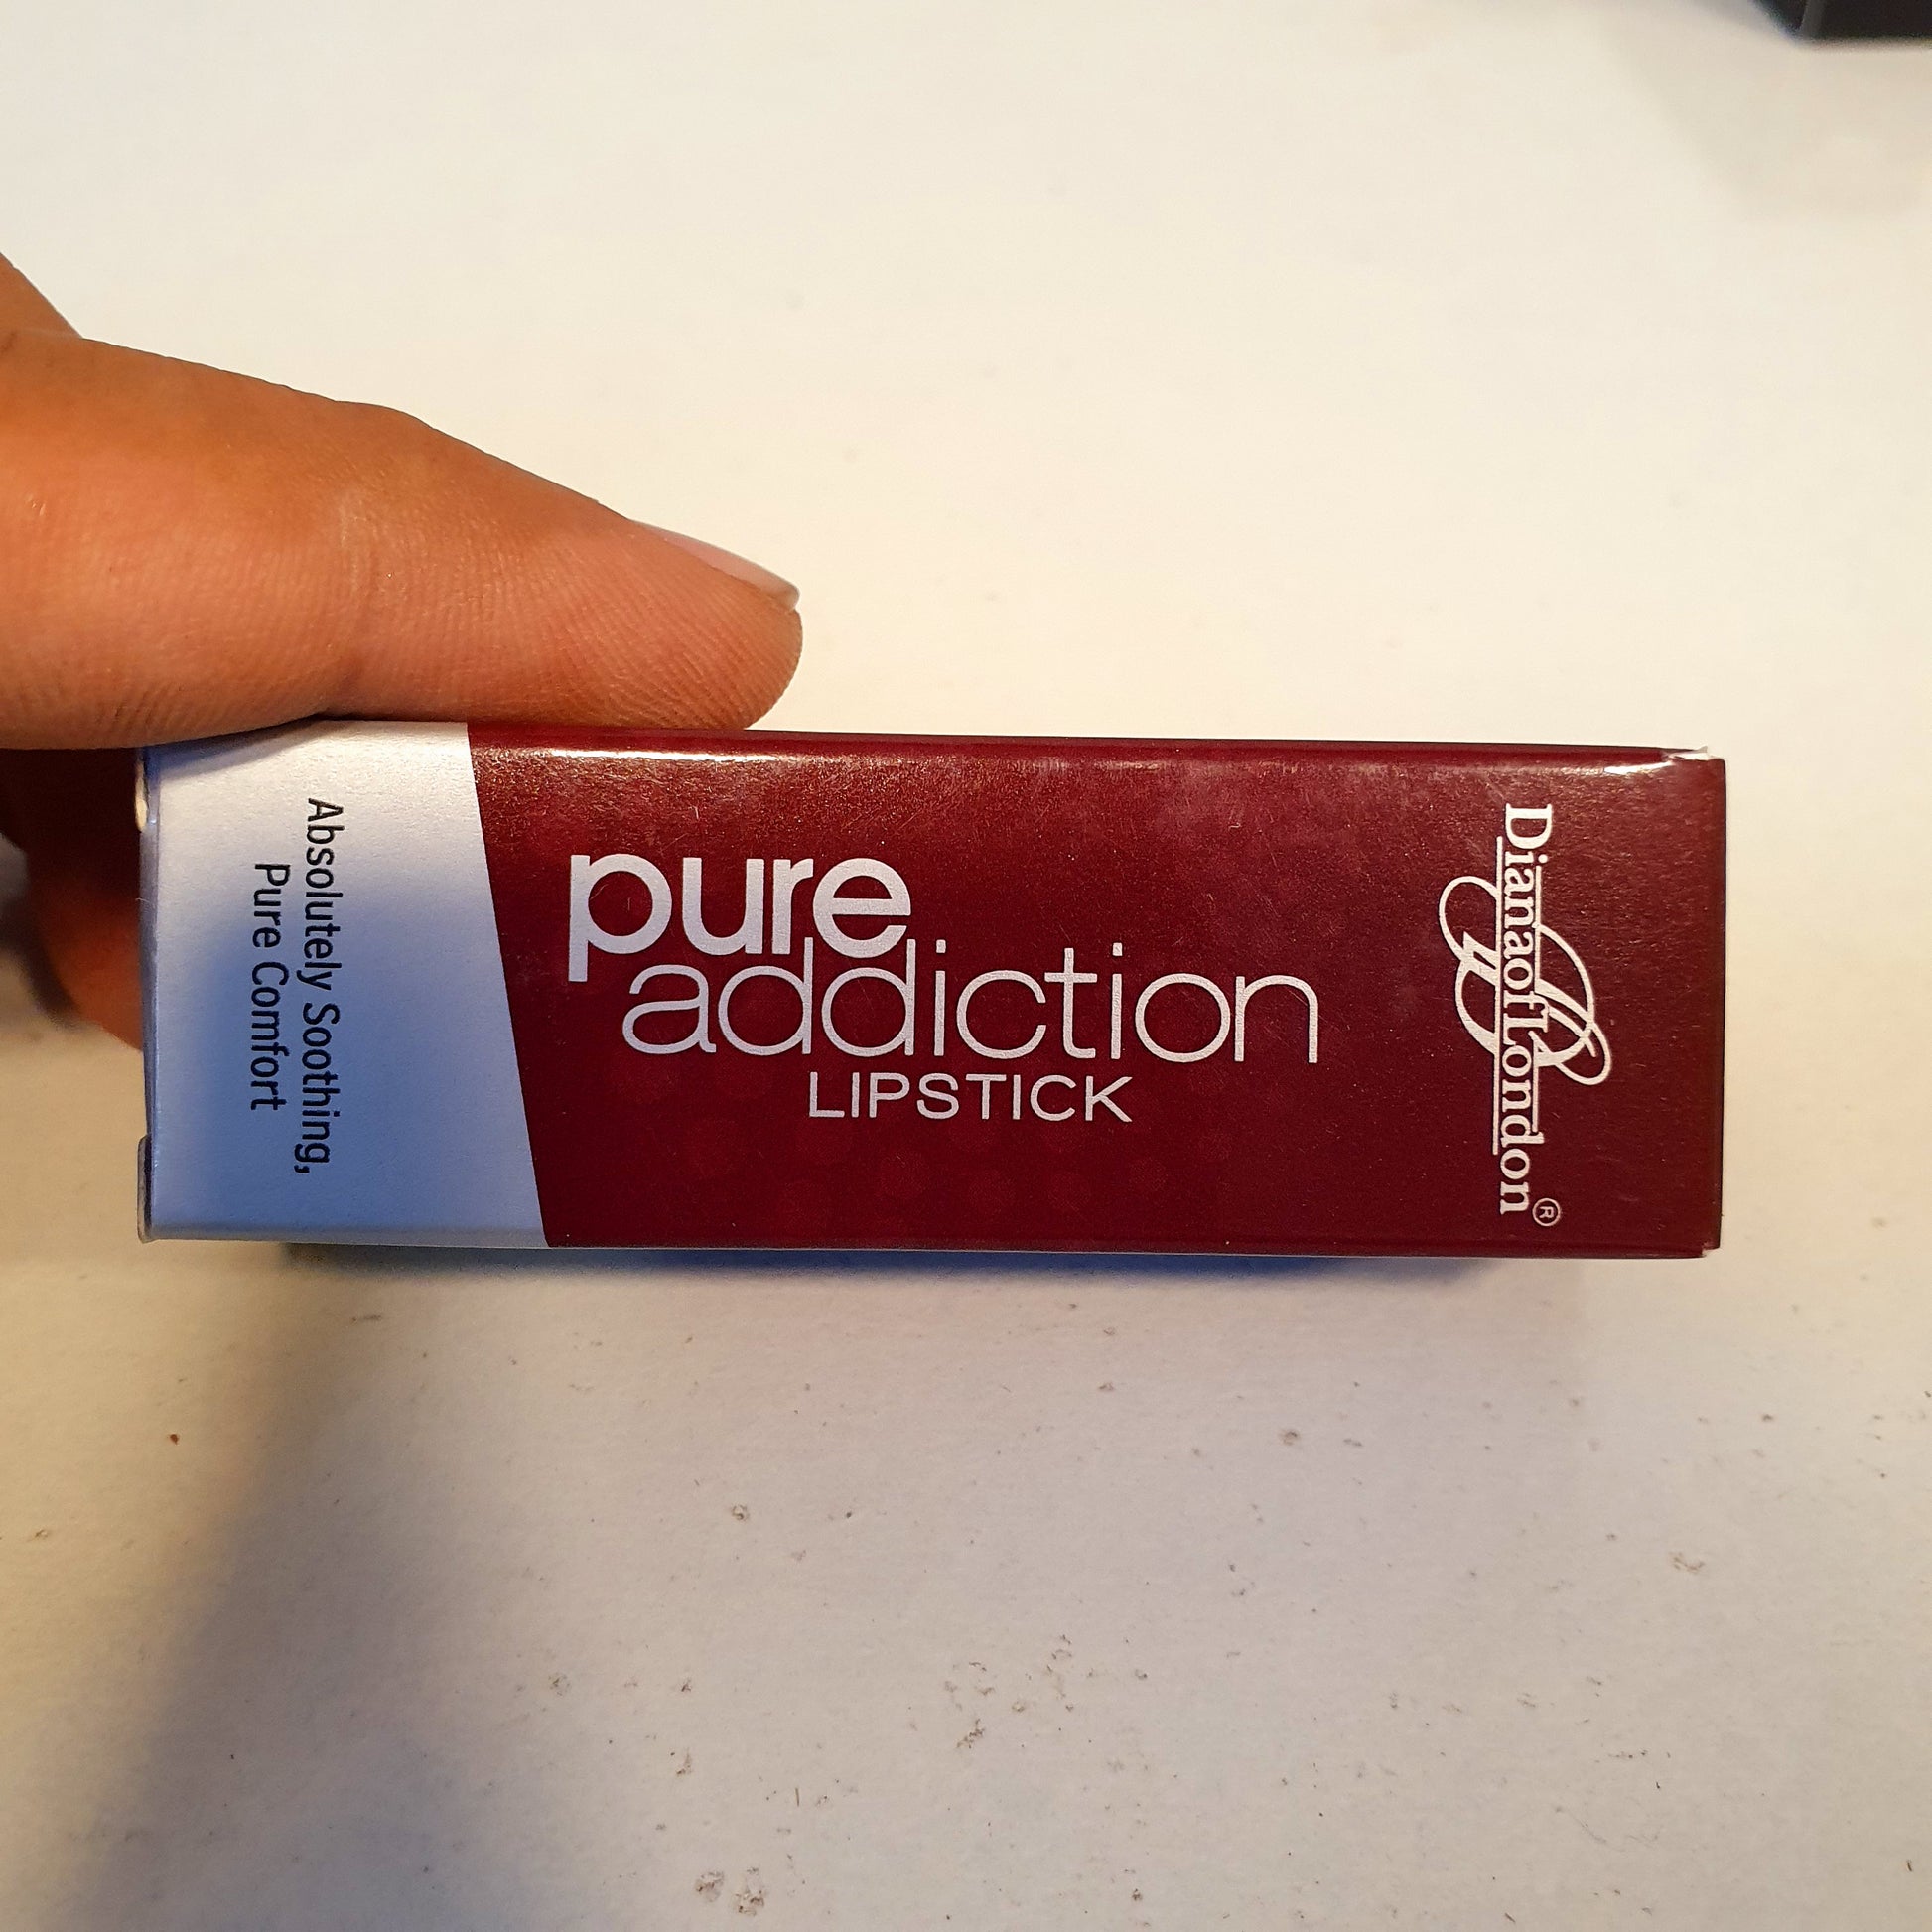 pure
addiction
LIPSTICK
DianaofLondon®
Absolutely Soothing,
Pure Comfort